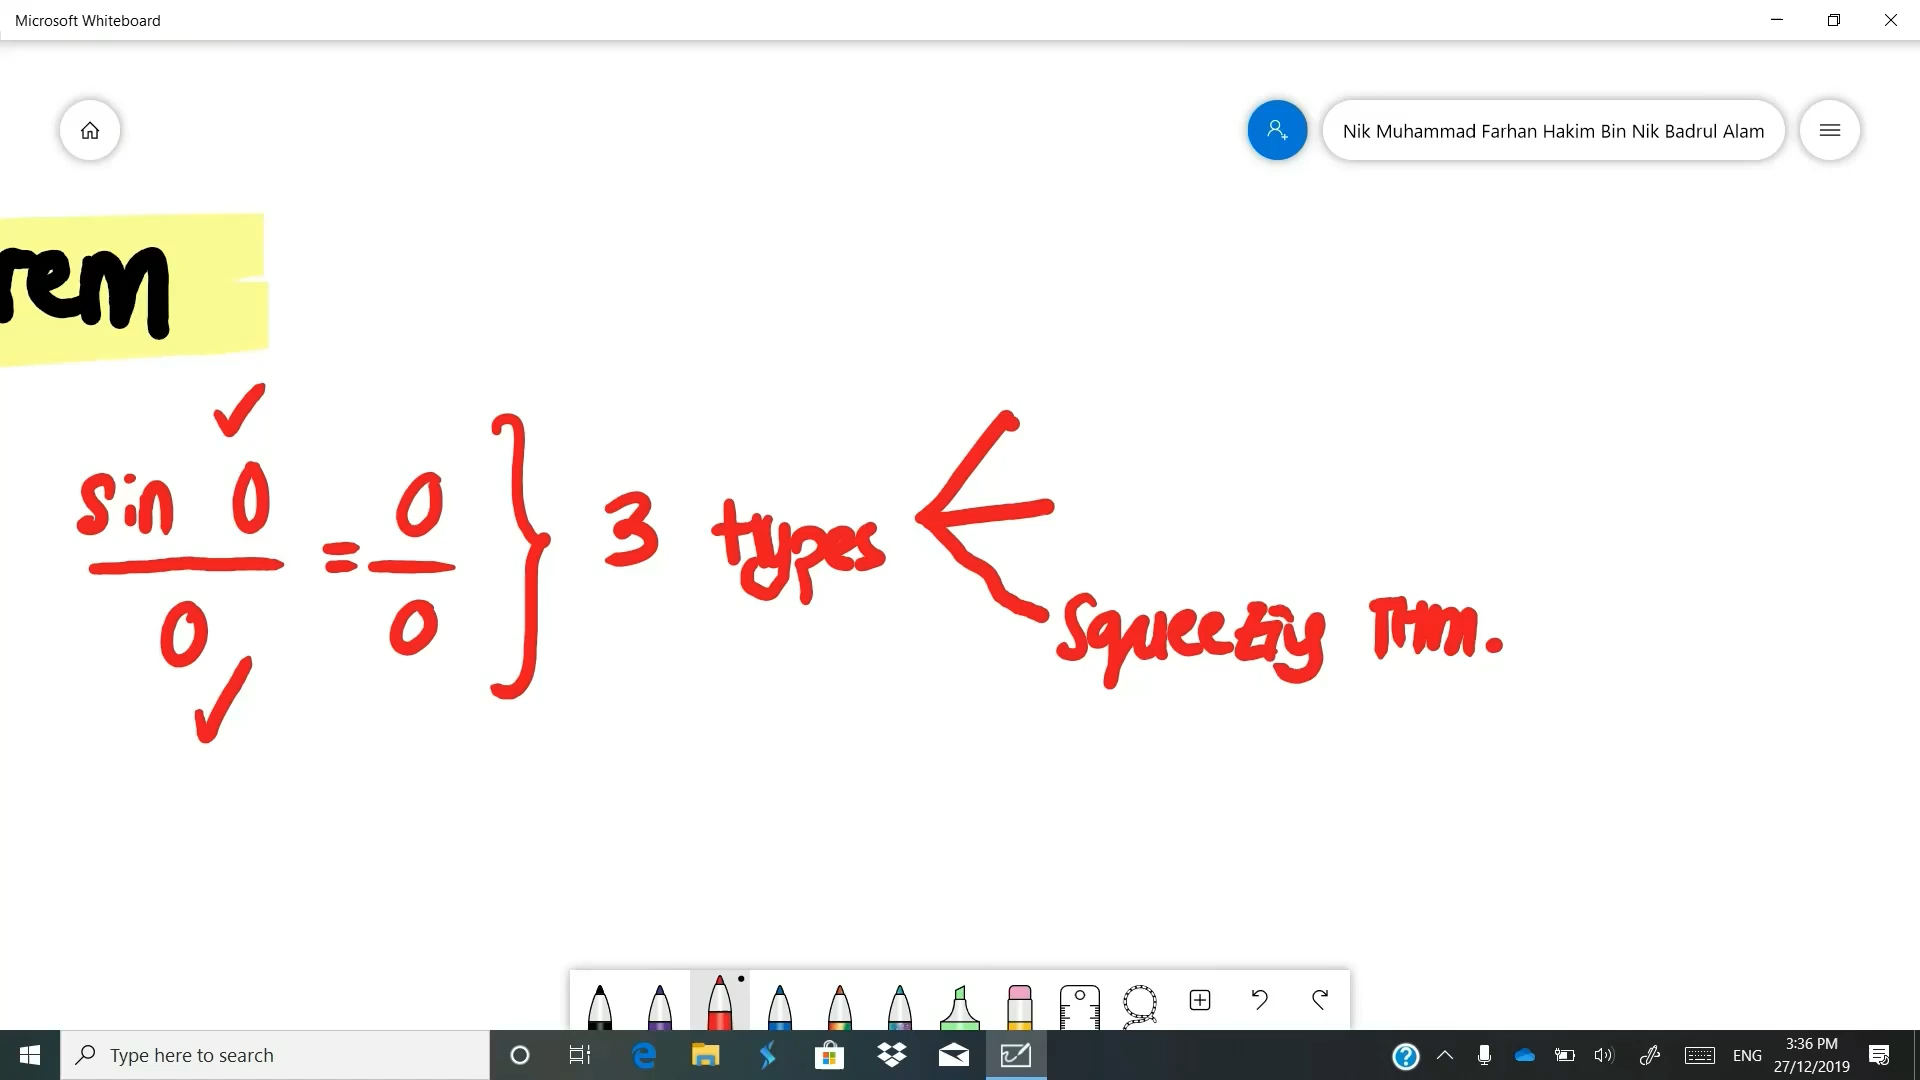 Microsoft Whiteboard
Nik Muhammad Farhan Hakim Bin Nik Badrul Alam
rem
sin 0
0
=
0
0
3 types
Squeezing THm.
Type here to search
ENG
3:36 PM
27/12/2019